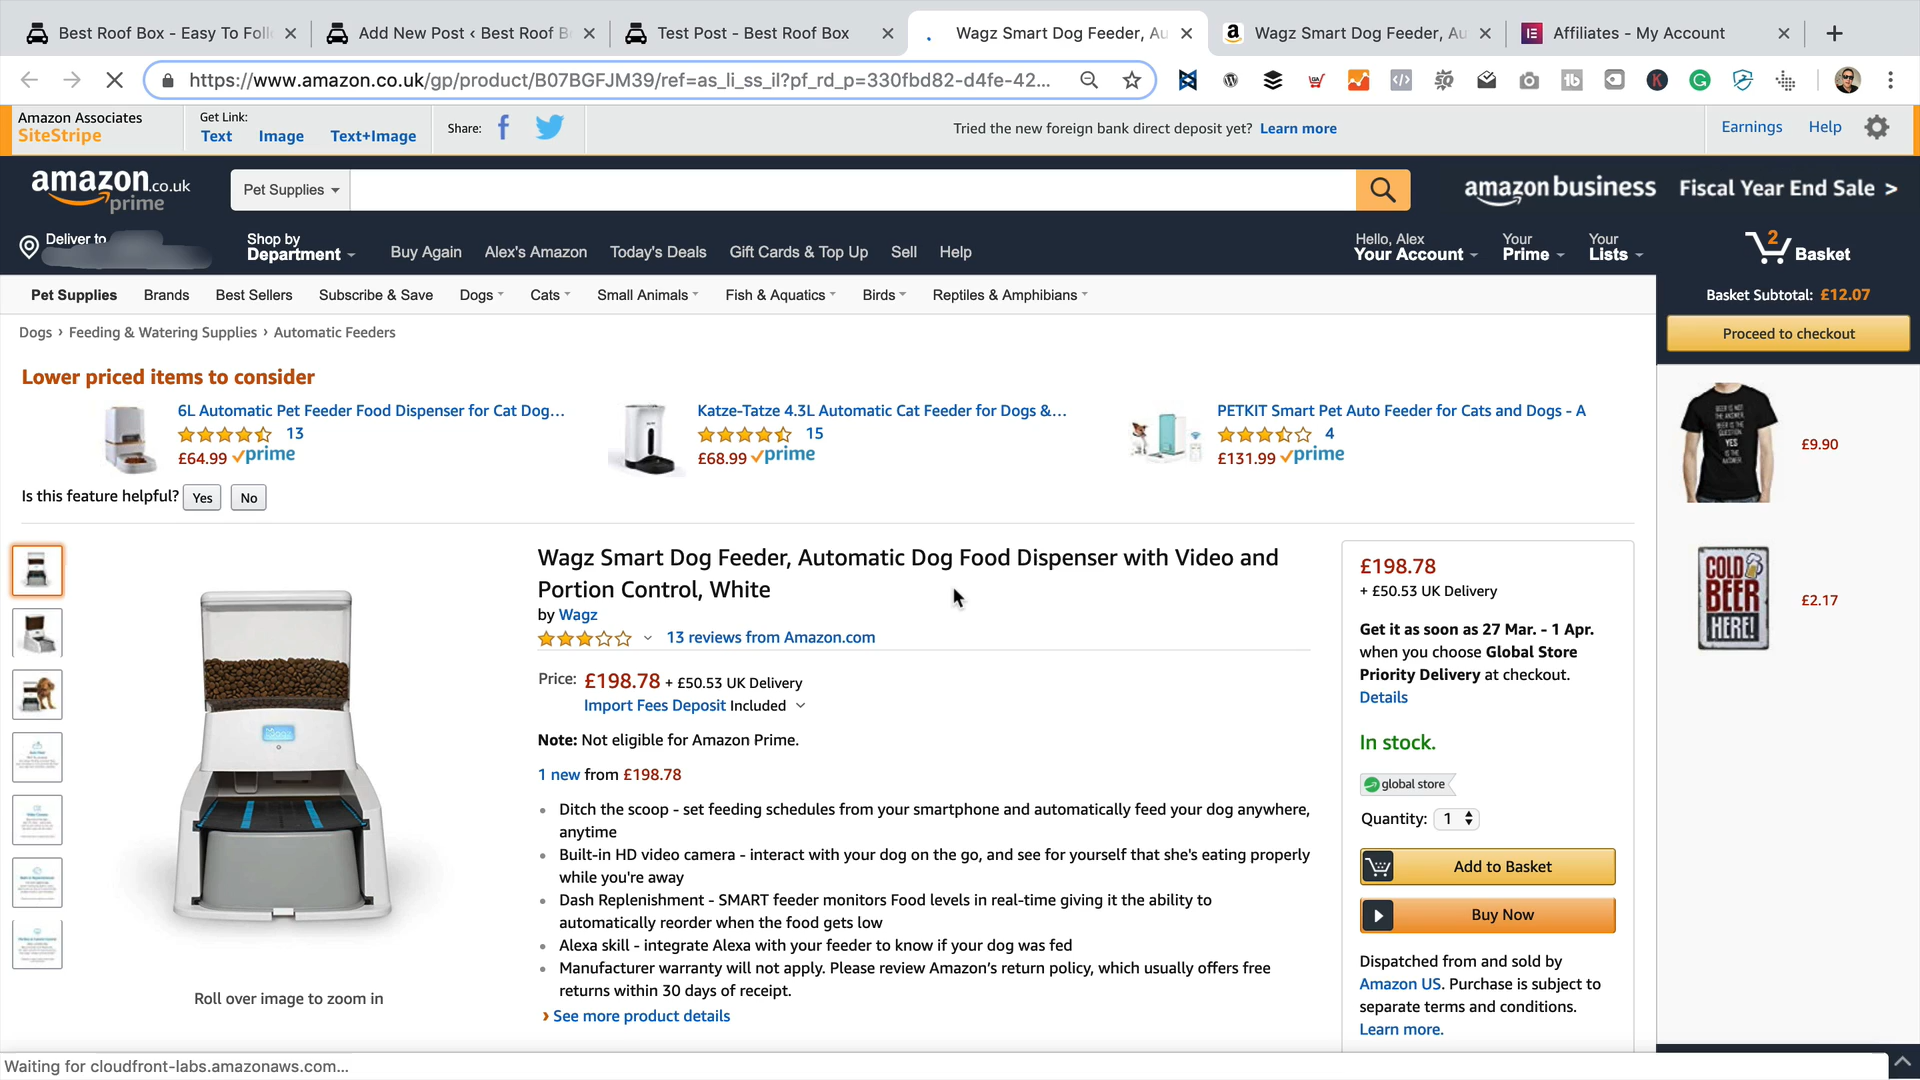 Best Roof Box - Easy To Foll
Add New Post ‹ Best Roof B
Test Post - Best Roof Box
Wagz Smart Dog Feeder, Au
Wagz Smart Dog Feeder, Au
Affiliates - My Account
https://www.amazon.co.uk/gp/product/B07BGFJM39/ref=as_li_ss_il?pf_rd_p=330fbd82-d4fe-42...
Amazon Associates
SiteStripe
Get Link:
Text Image Text+Image
Share:
Tried the new foreign bank direct deposit yet? Learn more
Earnings Help
amazon.co.uk
prime
Pet Supplies
amazon business Fiscal Year End Sale >
Deliver to
Shop by
Department
Buy Again Alex's Amazon Today's Deals Gift Cards & Top Up Sell Help
Hello, Alex
Your Account
Your
Prime
Your
Lists
2
Basket
Pet Supplies Brands Best Sellers Subscribe & Save Dogs Cats Small Animals Fish & Aquatics Birds Reptiles & Amphibians
Basket Subtotal: £12.07
Proceed to checkout
Dogs › Feeding & Watering Supplies › Automatic Feeders
Lower priced items to consider
6L Automatic Pet Feeder Food Dispenser for Cat Dog...
13
£64.99 prime
Katze-Tatze 4.3L Automatic Cat Feeder for Dogs &...
15
£68.99 prime
PETKIT Smart Pet Auto Feeder for Cats and Dogs - A
4
£131.99 prime
Is this feature helpful? Yes No
BEER IS NOT
THE ANSWER.
BEER IS THE
QUESTION.
YES
IS THE
ANSWER.
£9.90
COLD
BEER
HERE!
£2.17
Wagz Smart Dog Feeder, Automatic Dog Food Dispenser with Video and
Portion Control, White
by Wagz
13 reviews from Amazon.com
Price: £198.78 + £50.53 UK Delivery
Import Fees Deposit Included
Note: Not eligible for Amazon Prime.
1 new from £198.78
Ditch the scoop - set feeding schedules from your smartphone and automatically feed your dog anywhere,
anytime
Built-in HD video camera - interact with your dog on the go, and see for yourself that she's eating properly
while you're away
Dash Replenishment - SMART feeder monitors Food levels in real-time giving it the ability to
automatically reorder when the food gets low
Alexa skill - integrate Alexa with your feeder to know if your dog was fed
Manufacturer warranty will not apply. Please review Amazon's return policy, which usually offers free
returns within 30 days of receipt.
› See more product details
Roll over image to zoom in
£198.78
+ £50.53 UK Delivery
Get it as soon as 27 Mar. - 1 Apr.
when you choose Global Store
Priority Delivery at checkout.
Details
In stock.
global store
Quantity: 1
Add to Basket
Buy Now
Dispatched from and sold by
Amazon US. Purchase is subject to
separate terms and conditions.
Learn more.
Waiting for cloudfront-labs.amazonaws.com...